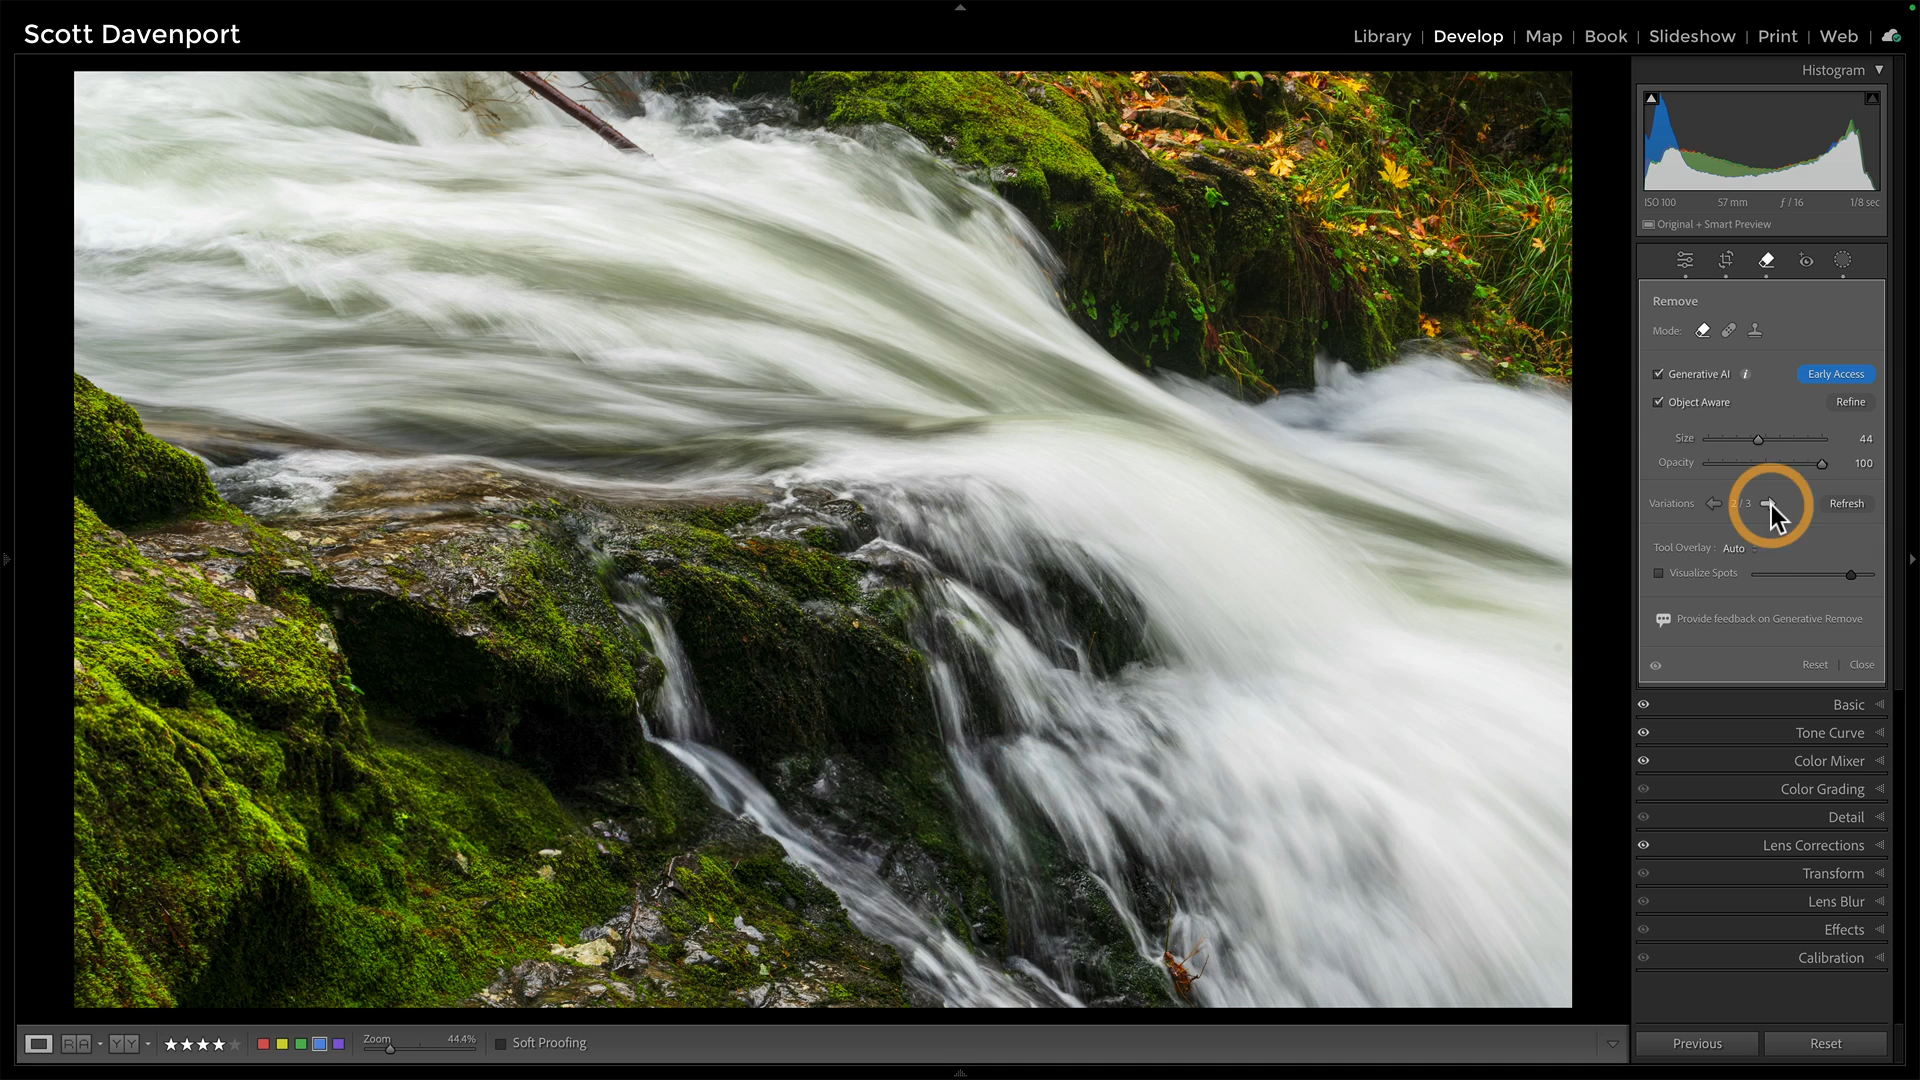 Scott Davenport
Library | Develop | Map | Book | Slideshow | Print | Web |
Histogram
ISO 100 57 mm ƒ / 16 1/8 sec
Original + Smart Preview
Remove
Mode:
Generative AI i Early Access
Object Aware Refine
Size 44
Opacity 100
Variations 2 / 3 Refresh
Tool Overlay : Auto
Visualize Spots
Provide feedback on Generative Remove
Reset | Close
Basic
Tone Curve
Color Mixer
Color Grading
Detail
Lens Corrections
Transform
Lens Blur
Effects
Calibration
R A Y Y Zoom 44.4% Soft Proofing
Previous Reset